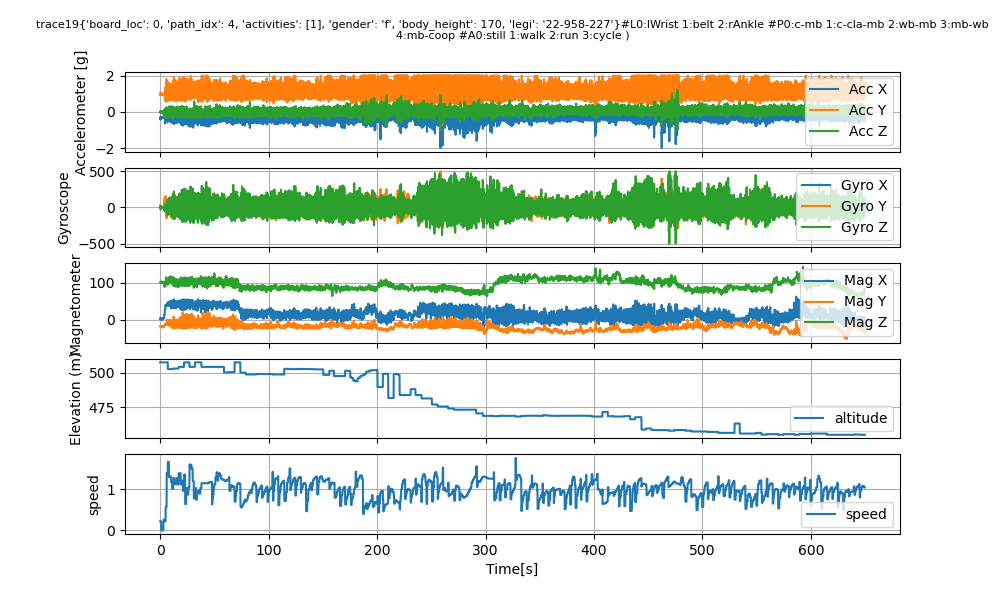 trace19{'board_loc': 0, 'path_idx': 4, 'activities': [1], 'gender': 'f', 'body_height': 170, 'legi': '22-958-227'}#L0:lWrist 1:belt 2:rAnkle #P0:c-mb 1:c-cla-mb 2:wb-mb 3:mb-wb
4:mb-coop #A0:still 1:walk 2:run 3:cycle )
Accelerometer [g]
2
0
−2
Acc X
Acc Y
Acc Z
Gyroscope
500
0
−500
Gyro X
Gyro Y
Gyro Z
Magnetometer
100
0
Mag X
Mag Y
Mag Z
Elevation (m)
500
475
altitude
speed
1
0
speed
0
100
200
300
400
500
600
Time[s]